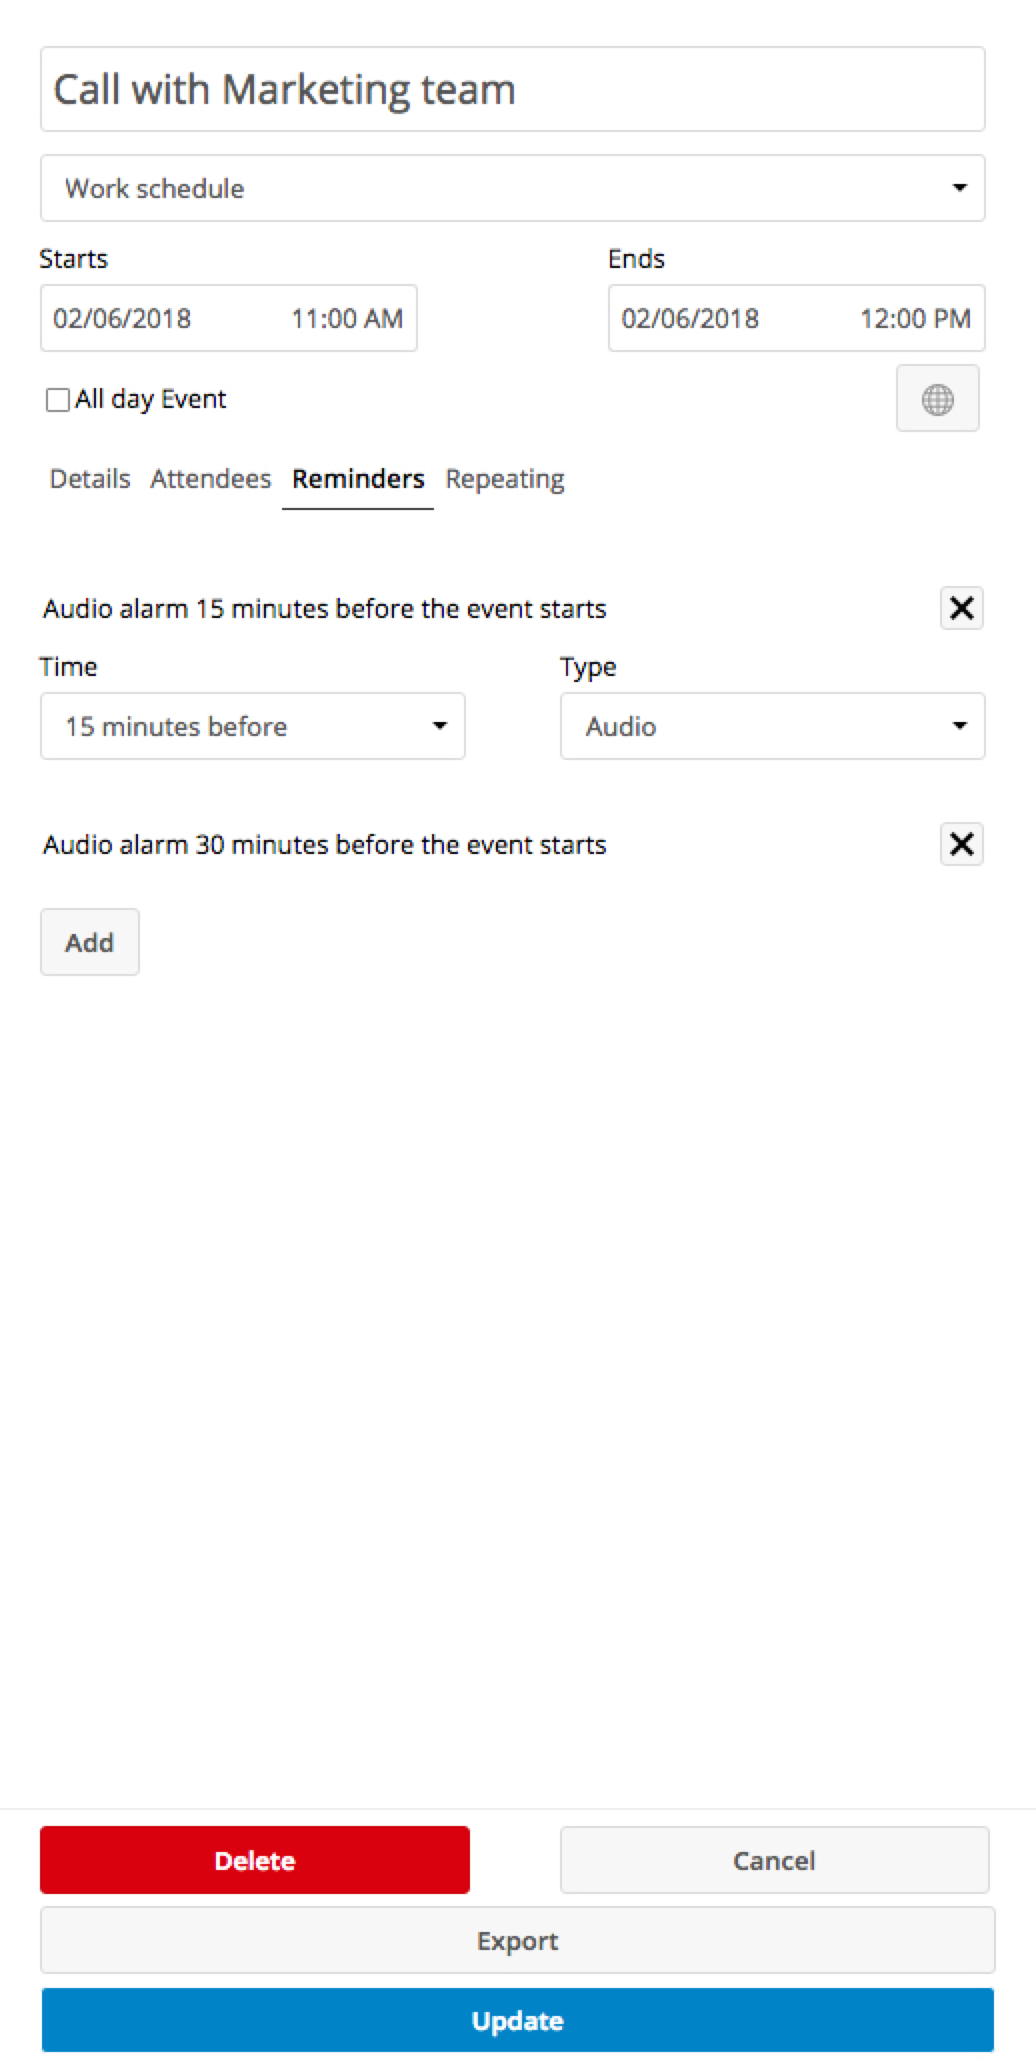 Call with Marketing team
Work schedule
Starts Ends
02/06/2018 11:00 AM 02/06/2018 12:00 PM
All day Event
Details Attendees Reminders Repeating
Audio alarm 15 minutes before the event starts
Time Type
15 minutes before Audio
Audio alarm 30 minutes before the event starts
Add
Delete Cancel
Export
Update